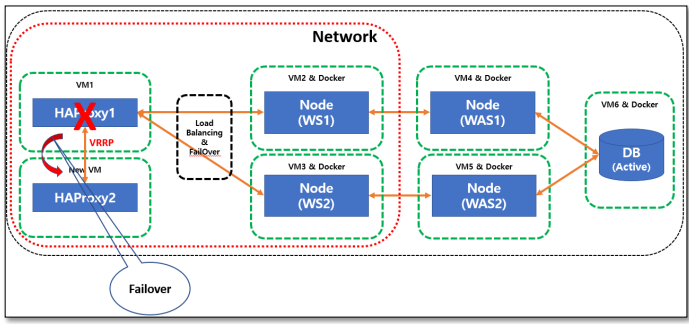 Network
VM1
HAProxy1
X
VRRP
New VM
HAProxy2
Failover
Load
Balancing
&
FailOver
VM2 & Docker
Node
(WS1)
VM3 & Docker
Node
(WS2)
VM4 & Docker
Node
(WAS1)
VM5 & Docker
Node
(WAS2)
VM6 & Docker
DB
(Active)